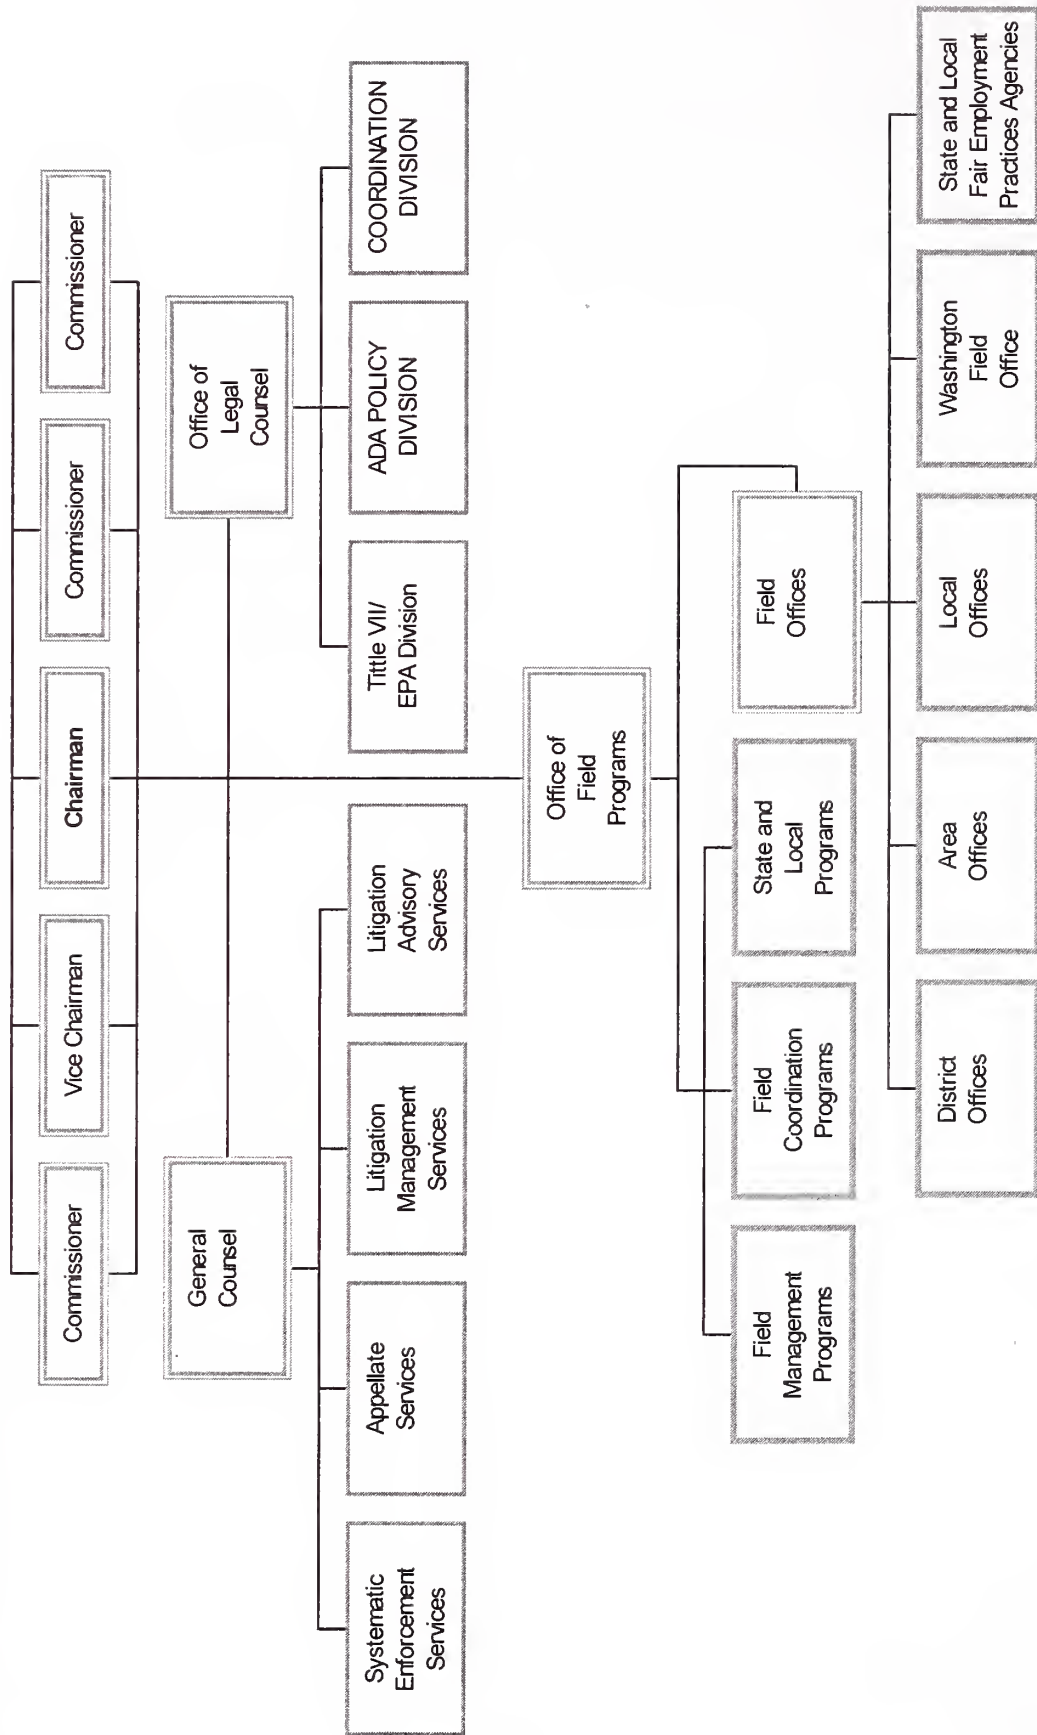 Commissioner
Vice Chairman
Chairman
Commissioner
Commissioner
General
Counsel
Office of
Legal
Counsel
Systematic
Enforcement
Services
Appellate
Services
Litigation
Management
Services
Litigation
Advisory
Services
Tittle VII/
EPA Division
ADA POLICY
DIVISION
COORDINATION
DIVISION
Office of
Field
Programs
Field
Management
Programs
Field
Coordination
Programs
State and
Local
Programs
Field
Offices
District
Offices
Area
Offices
Local
Offices
Washington
Field
Office
State and Local
Fair Employment
Practices Agencies